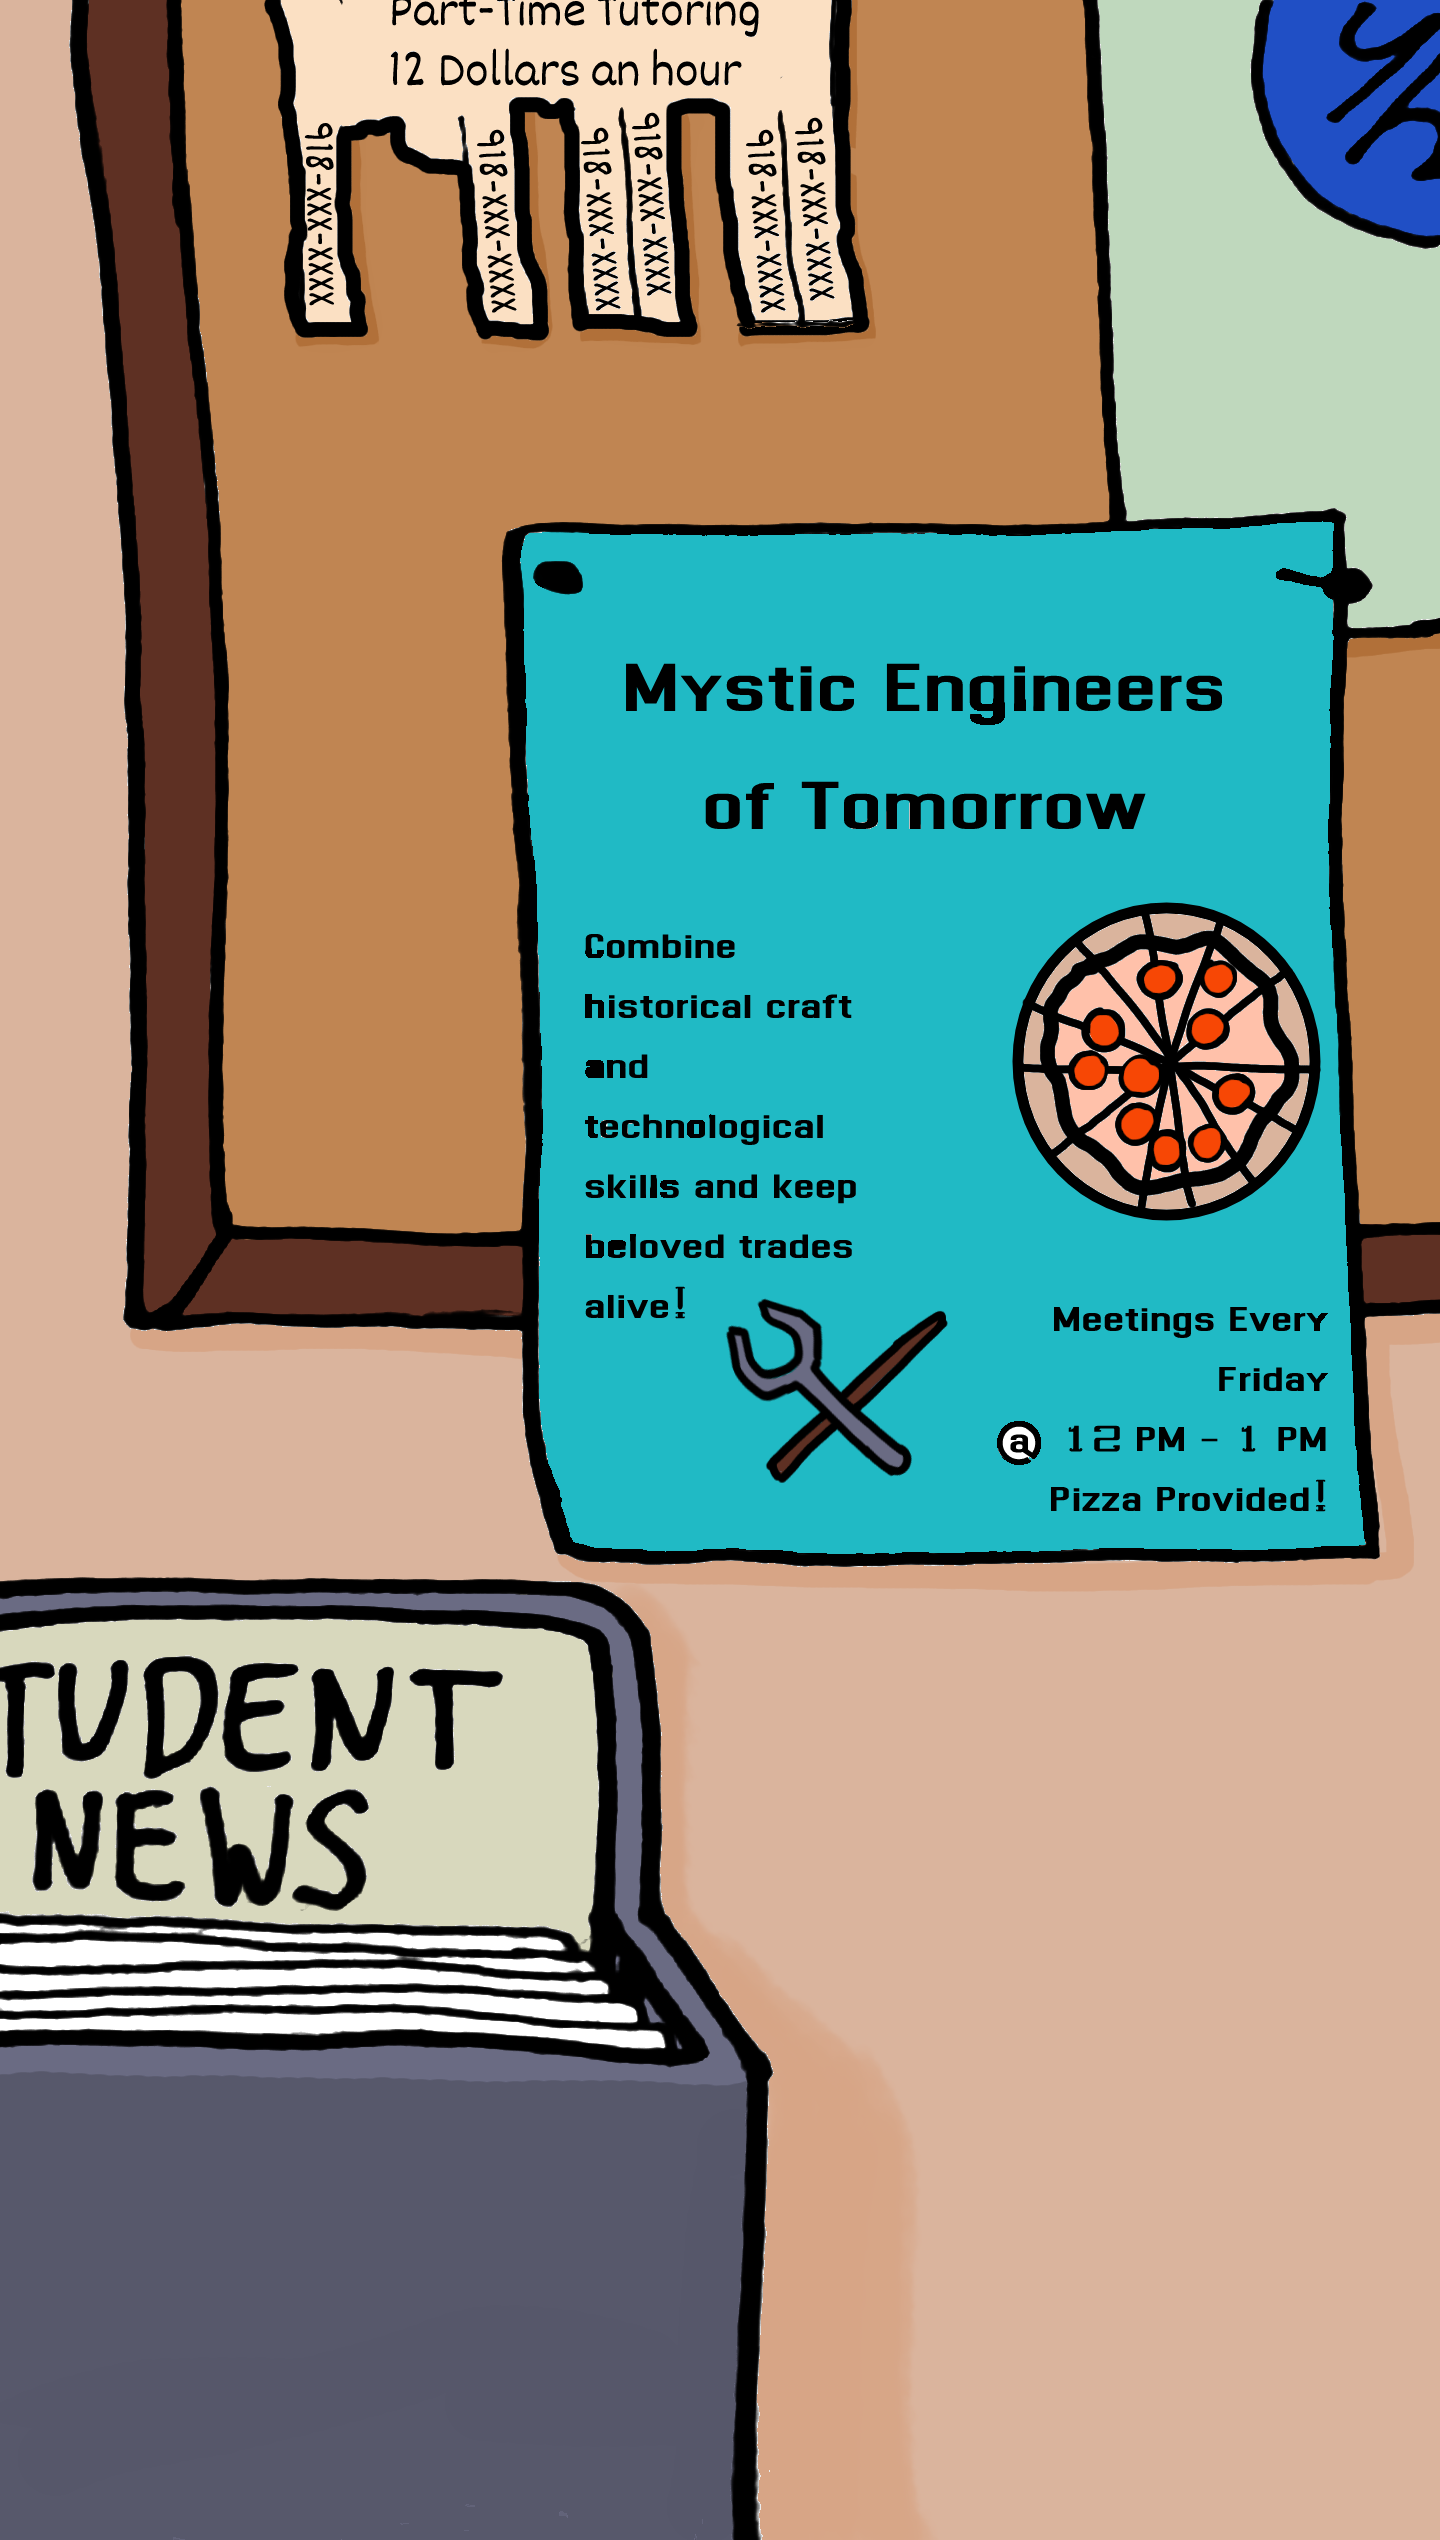 Part-Time Tutoring
12 Dollars an hour
918-XXX-XXXX
918-XXX-XXXX
918-XXX-XXXX
918-XXX-XXXX
918-XXX-XXXX
918-XXX-XXXX
Mystic Engineers
of Tomorrow
Combine
historical craft
and
technological
skills and keep
beloved trades
alive!
Meetings Every
Friday
@ 12 PM - 1 PM
Pizza Provided!
TUDENT
NEWS